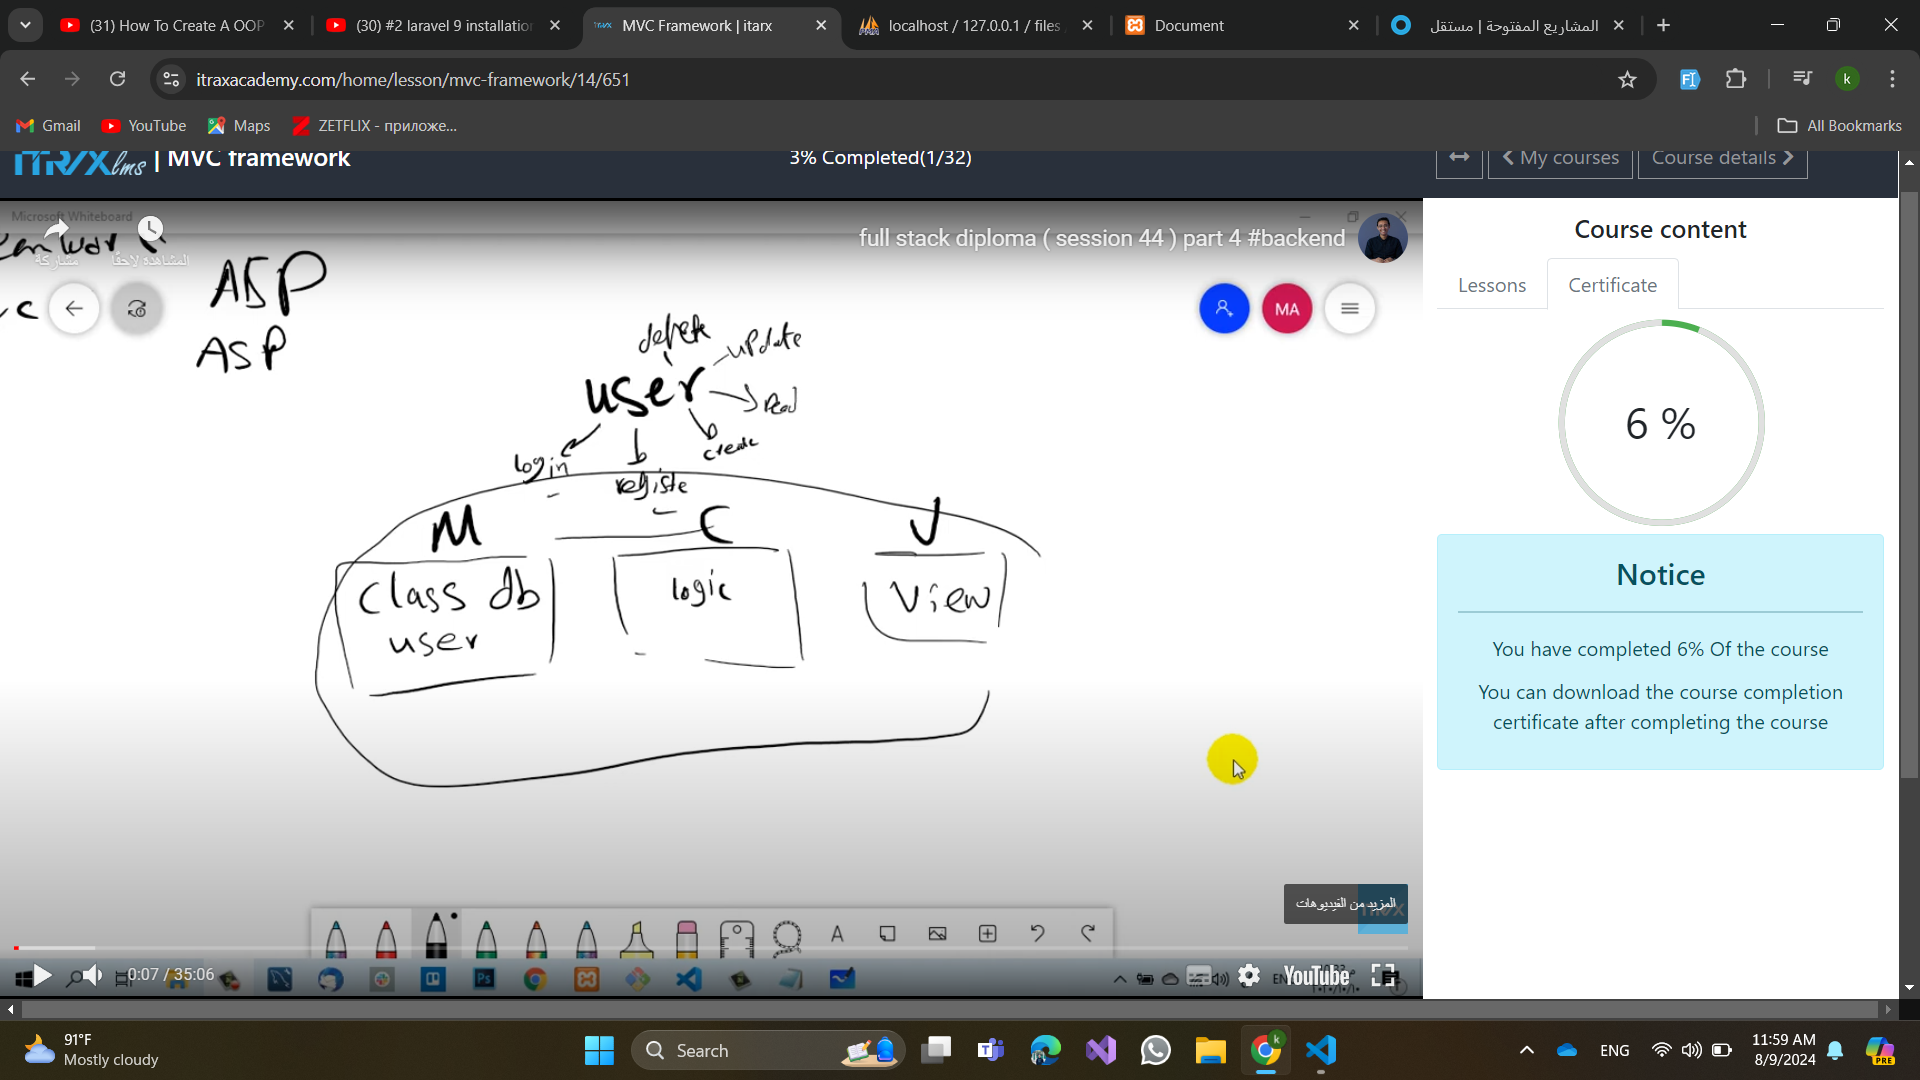 (31) How To Create A OOP
(30) #2 laravel 9 installation
MVC Framework | itarx
localhost / 127.0.0.1 / files
Document
المشاريع المفتوحة | مستقل
itraxacademy.com/home/lesson/mvc-framework/14/651
k
Gmail
YouTube
Maps
ZETFLIX - приложе...
All Bookmarks
iTRAX lms | MVC framework
3% Completed(1/32)
My courses
Course details
Microsoft Whiteboard
مشاركة
المشاهدة لاحقًا
full stack diploma ( session 44 ) part 4 #backend
ASP
ASP
c
MA
delete
update
user
read
create
login
registe
M
C
V
class db
user
logic
View
المزيد من الفيديوهات
A
0:07 / 35:06
YouTube
Course content
Lessons
Certificate
6 %
Notice
You have completed 6% Of the course
You can download the course completion
certificate after completing the course
91°F
Mostly cloudy
Search
ENG
11:59 AM
8/9/2024
PRE